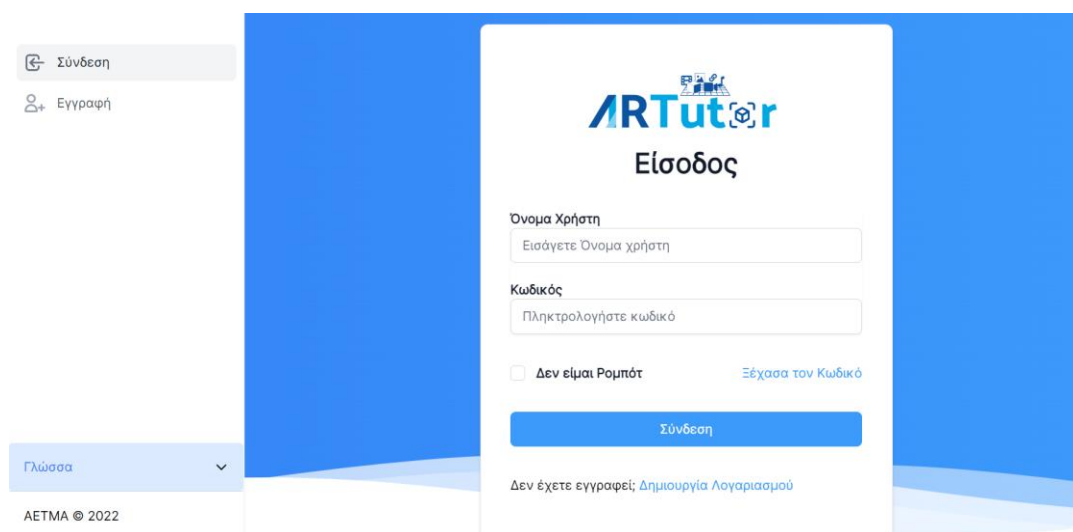 Σύνδεση
Εγγραφή
Γλώσσα
AETMA © 2022
ARTutor
Είσοδος
Όνομα Χρήστη
Εισάγετε Όνομα χρήστη
Κωδικός
Πληκτρολογήστε κωδικό
Δεν είμαι Ρομπότ Ξέχασα τον Κωδικό
Σύνδεση
Δεν έχετε εγγραφεί; Δημιουργία Λογαριασμού